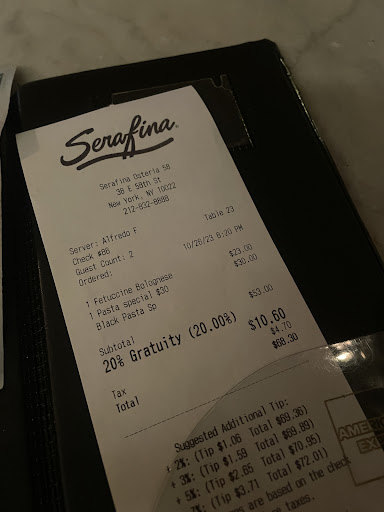 Serafina®
Serafina Osteria 58
38 E 58th St
New York, NY 10022
212-832-8888
Server: Alfredo F
Check #86 Table 23
Guest Count: 2
Ordered: 10/26/23 8:20 PM
1 Fetuccine Bolognese $23.00
1 Pasta special $30 $30.00
Black Pasta Sp
Subtotal $53.00
20% Gratuity (20.00%) $10.60
Tax $4.70
Total $68.30
Suggested Additional Tip:
+ 2%: (Tip $1.06 Total $69.36)
+ 3%: (Tip $1.59 Total $69.89)
+ 5%: (Tip $2.65 Total $70.95)
7%: (Tip $3.71 Total $72.01)
are based on the check
taxes.